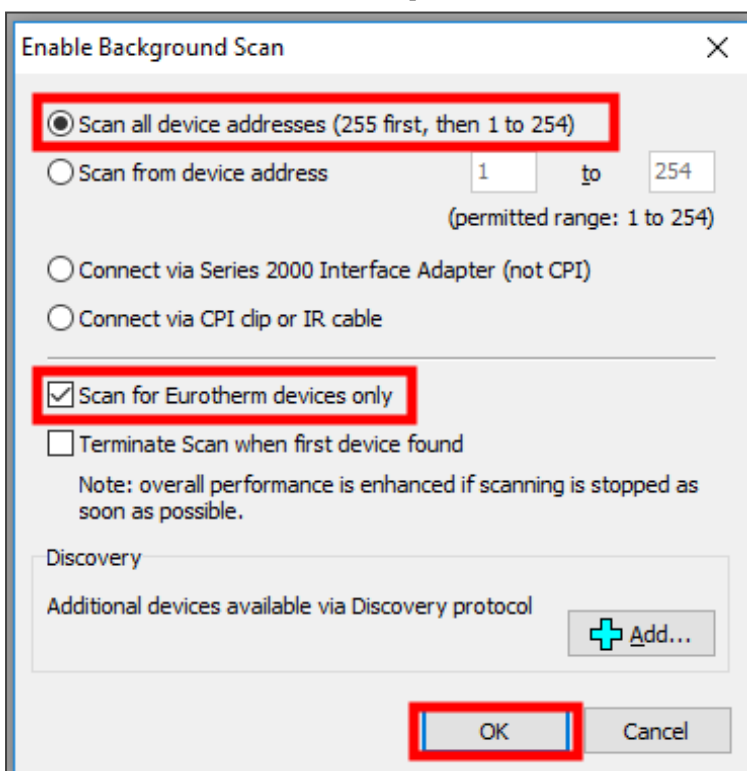 Enable Background Scan
Scan all device addresses (255 first, then 1 to 254)
Scan from device address 1 to 254
(permitted range: 1 to 254)
Connect via Series 2000 Interface Adapter (not CPI)
Connect via CPI clip or IR cable
Scan for Eurotherm devices only
Terminate Scan when first device found
Note: overall performance is enhanced if scanning is stopped as
soon as possible.
Discovery
Additional devices available via Discovery protocol
Add...
OK Cancel